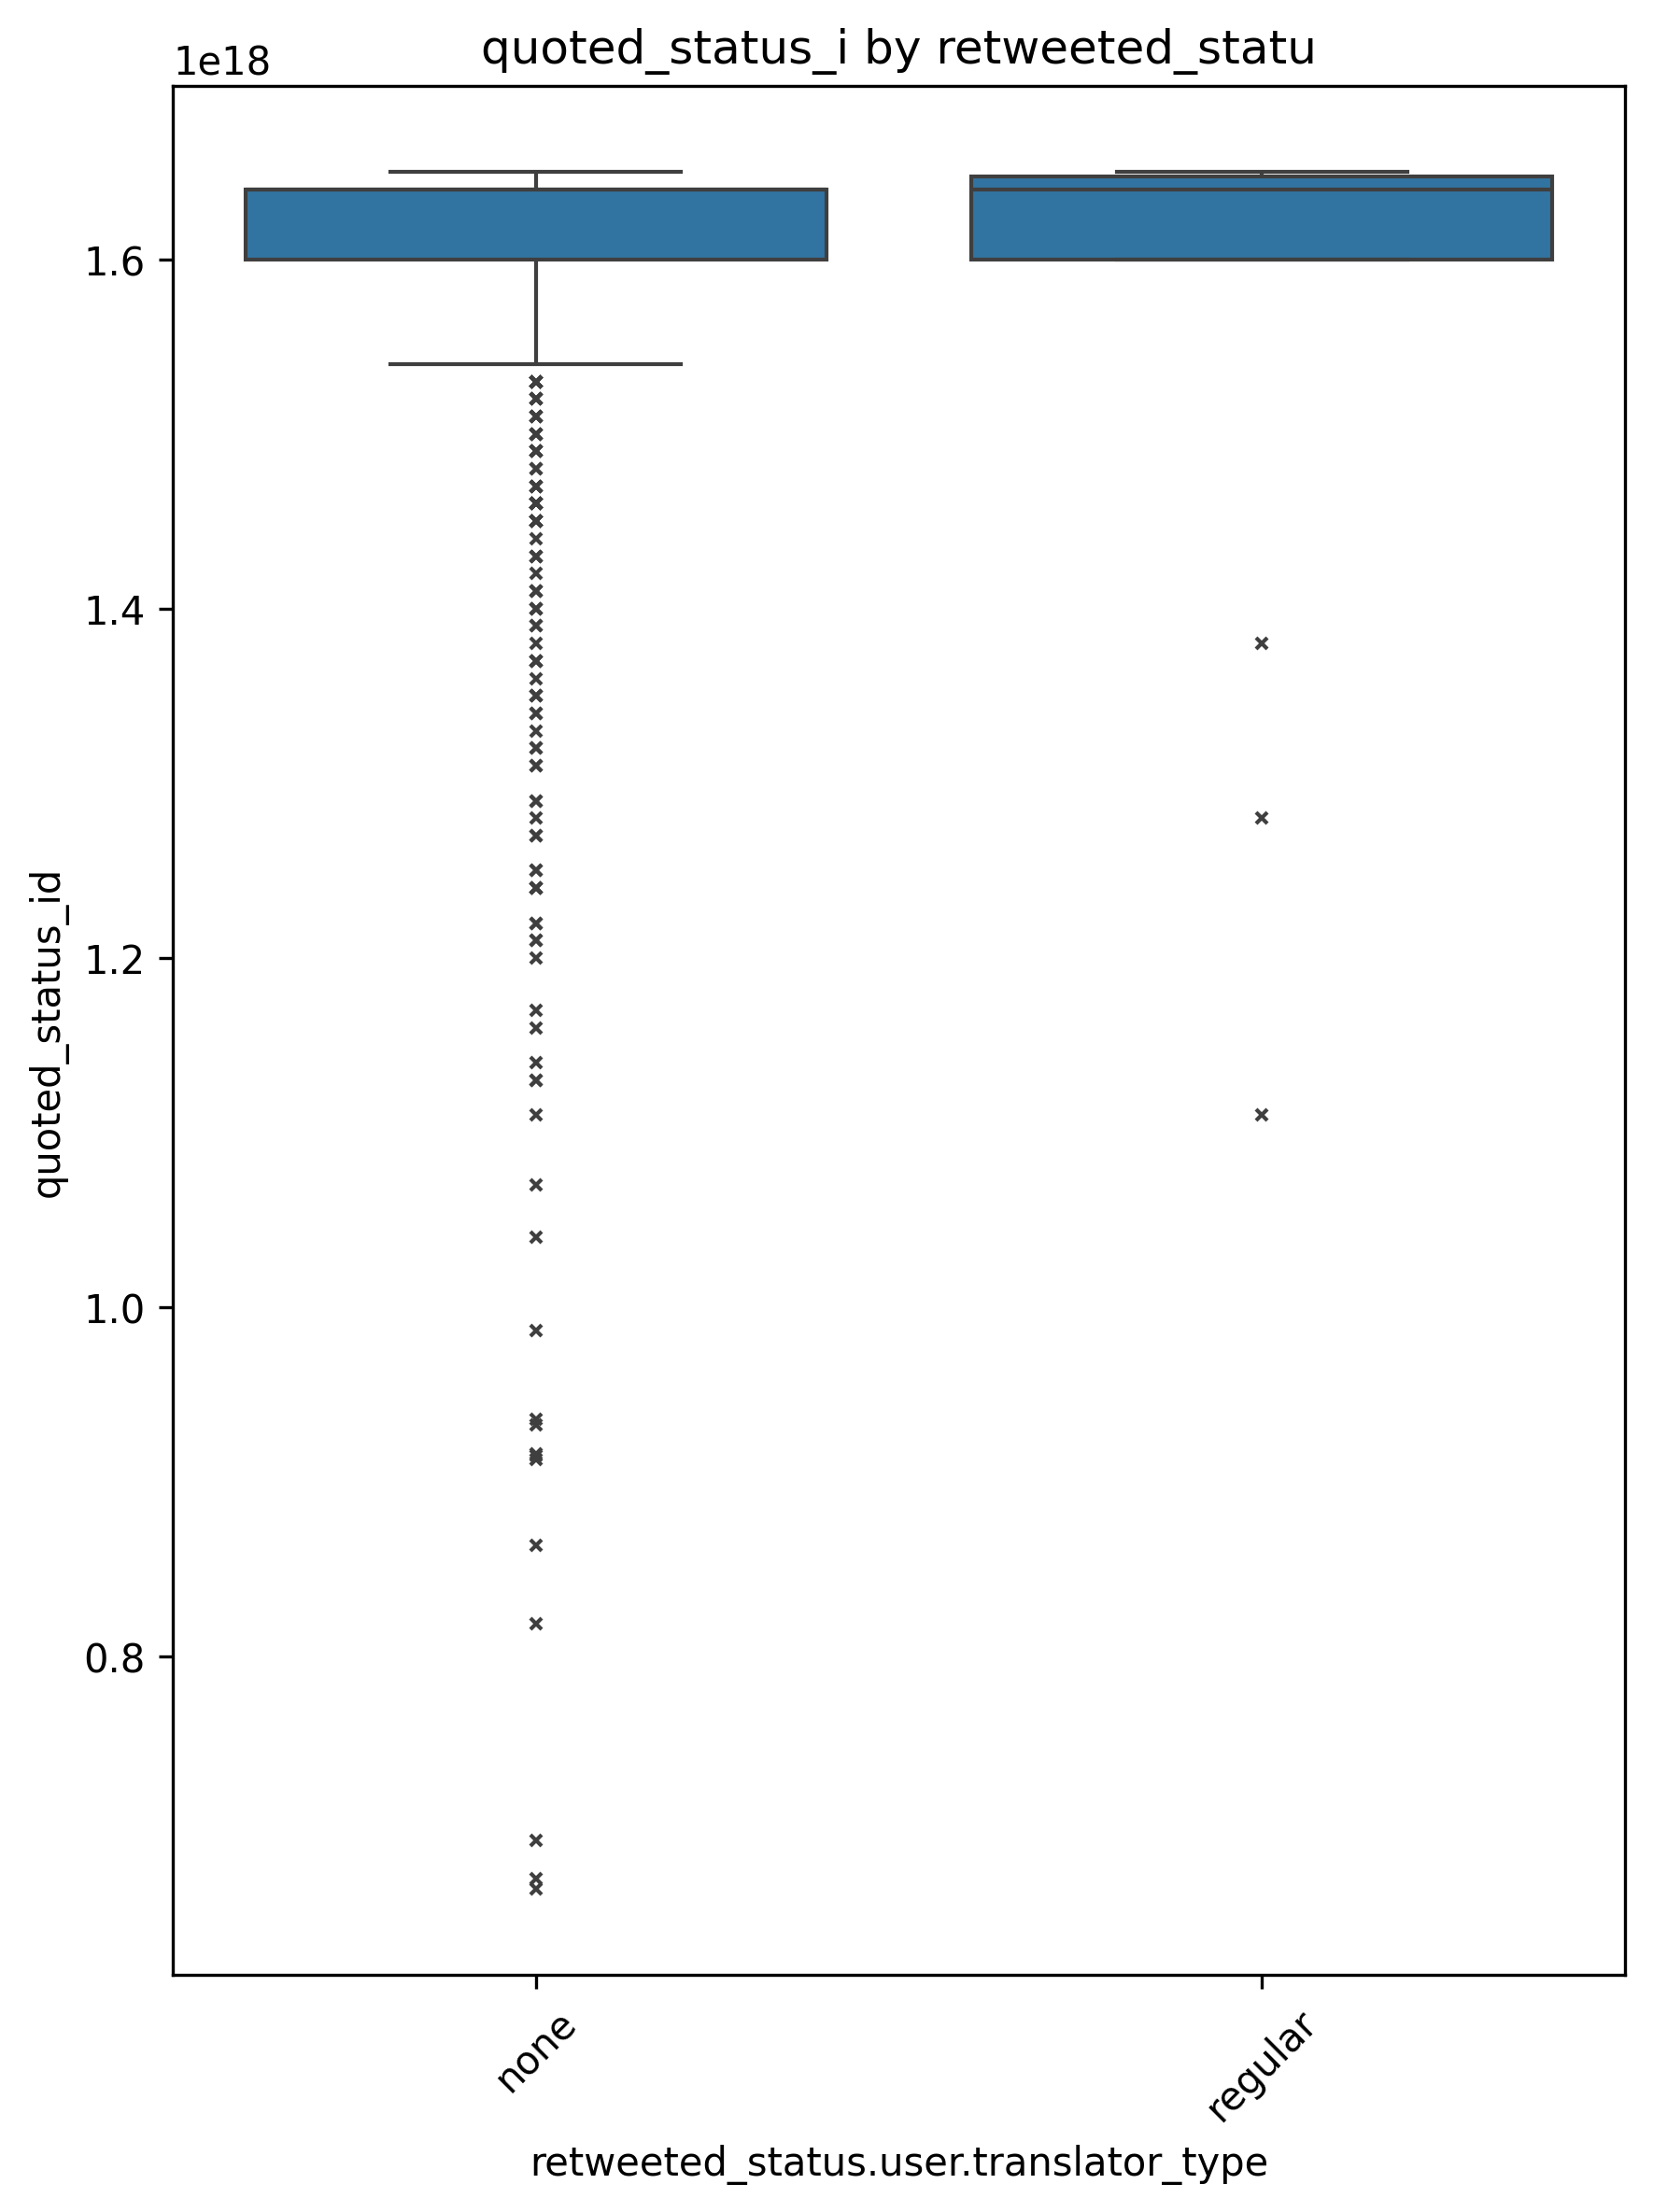 quoted_status_i by retweeted_statu
1e18
1.6
1.4
1.2
1.0
0.8
quoted_status_id
none
regular
retweeted_status.user.translator_type